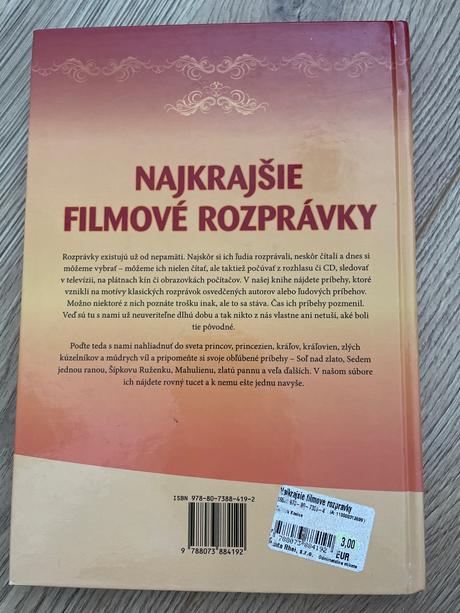 NAJKRAJŠIE
FILMOVÉ ROZPRÁVKY
Rozprávky existujú už od nepamäti. Najskôr si ich ľudia rozprávali, neskôr čítali a dnes si
môžeme vybrať – môžeme ich nielen čítať, ale taktiež počúvať z rozhlasu či CD, sledovať
v televízii, na plátnach kín či obrazovkách počítačov. V našej knihe nájdete príbehy, ktoré
vznikli na motívy klasických rozprávok osvedčených autorov alebo ľudových príbehov.
Možno niektoré z nich poznáte trošku inak, ale to sa stáva. Čas ich príbehy pozmenil.
Veď sú tu s nami už neuveriteľne dlhú dobu a tak nikto z nás vlastne ani netuší, aké boli
tie pôvodné.
Poďte teda s nami nahliadnuť do sveta princov, princezien, kráľov, kráľovien, zlých
kúzelníkov a múdrych víl a pripomeňte si svoje obľúbené príbehy – Soľ nad zlato, Sedem
jednou ranou, Šípkovu Ruženku, Mahulienu, zlatú pannu a veľa ďalších. V našom súbore
ich nájdete rovný tucet a k nemu ešte jednu navyše.
ISBN 978-80-7388-419-2
9 788073 884192
Najkrajsie filmove rozpravky
3,00
EUR
788073 884192